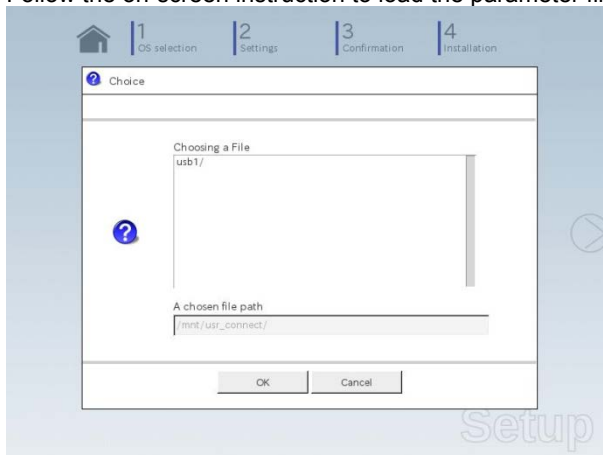 Follow the on-screen instruction to load the parameter
1
OS selection
2
Settings
3
Confirmation
4
Installation
Choice
Choosing a File
usb1/
A chosen file path
/mnt/usr_connect/
OK
Cancel
Setup